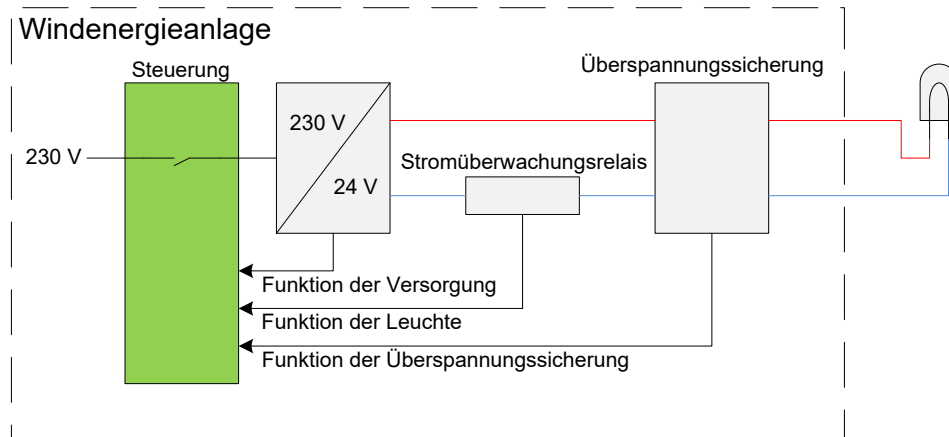 Windenergieanlage
Steuerung
Überspannungssicherung
230 V
230 V
24 V
Stromüberwachungsrelais
Funktion der Versorgung
Funktion der Leuchte
Funktion der Überspannungssicherung